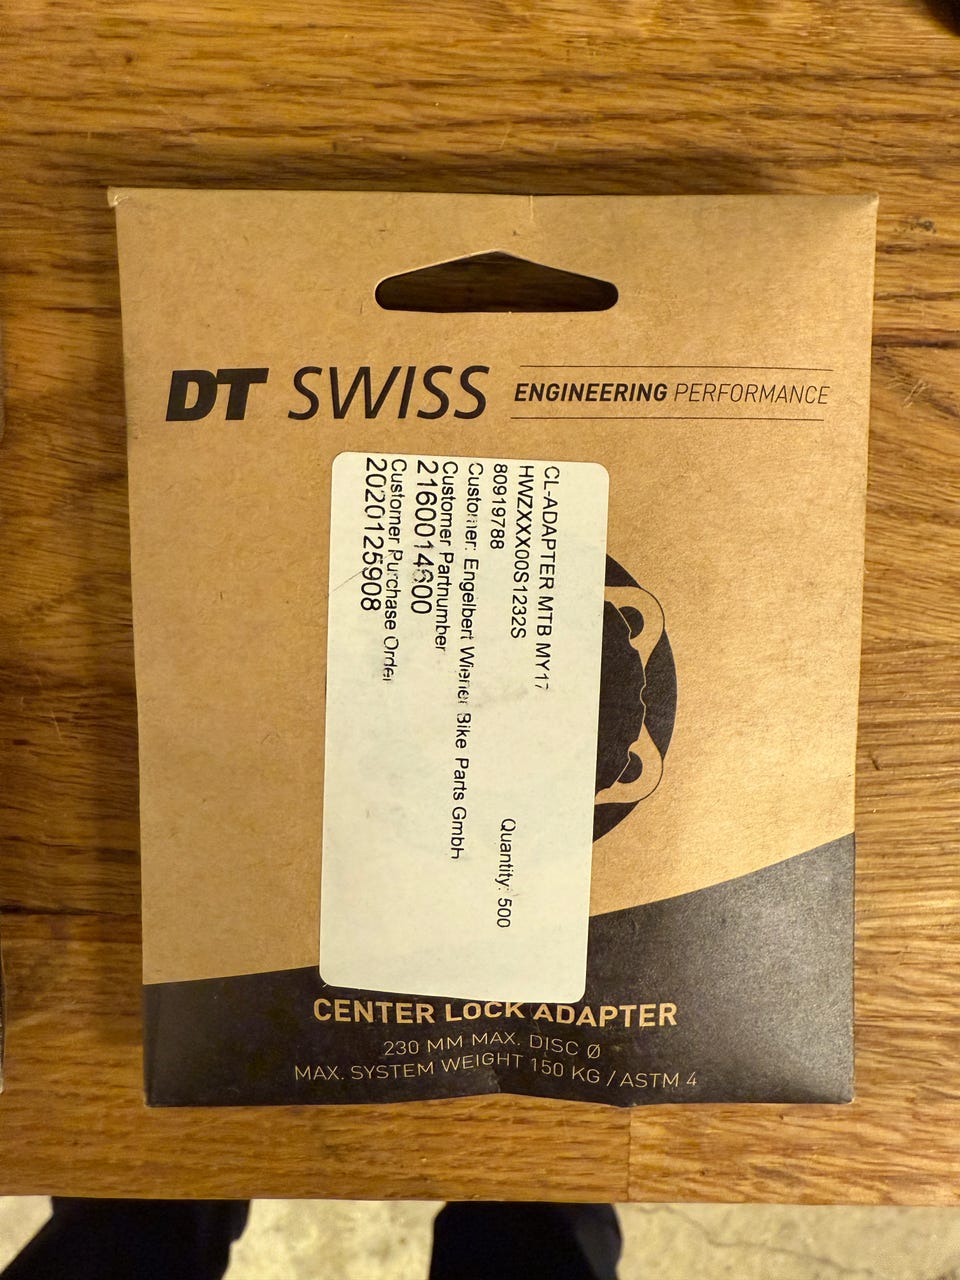 DT SWISS ENGINEERING PERFORMANCE
CL-ADAPTER MTB MY17
HWZXXX00S1232S
80919788 Quantity: 500
Customer: Engelbert Wiener Bike Parts GmbH
Customer Partnumber
2160014600
Customer Purchase Order
2020125908
CENTER LOCK ADAPTER
230 MM MAX. DISC Ø
MAX. SYSTEM WEIGHT 150 KG / ASTM 4